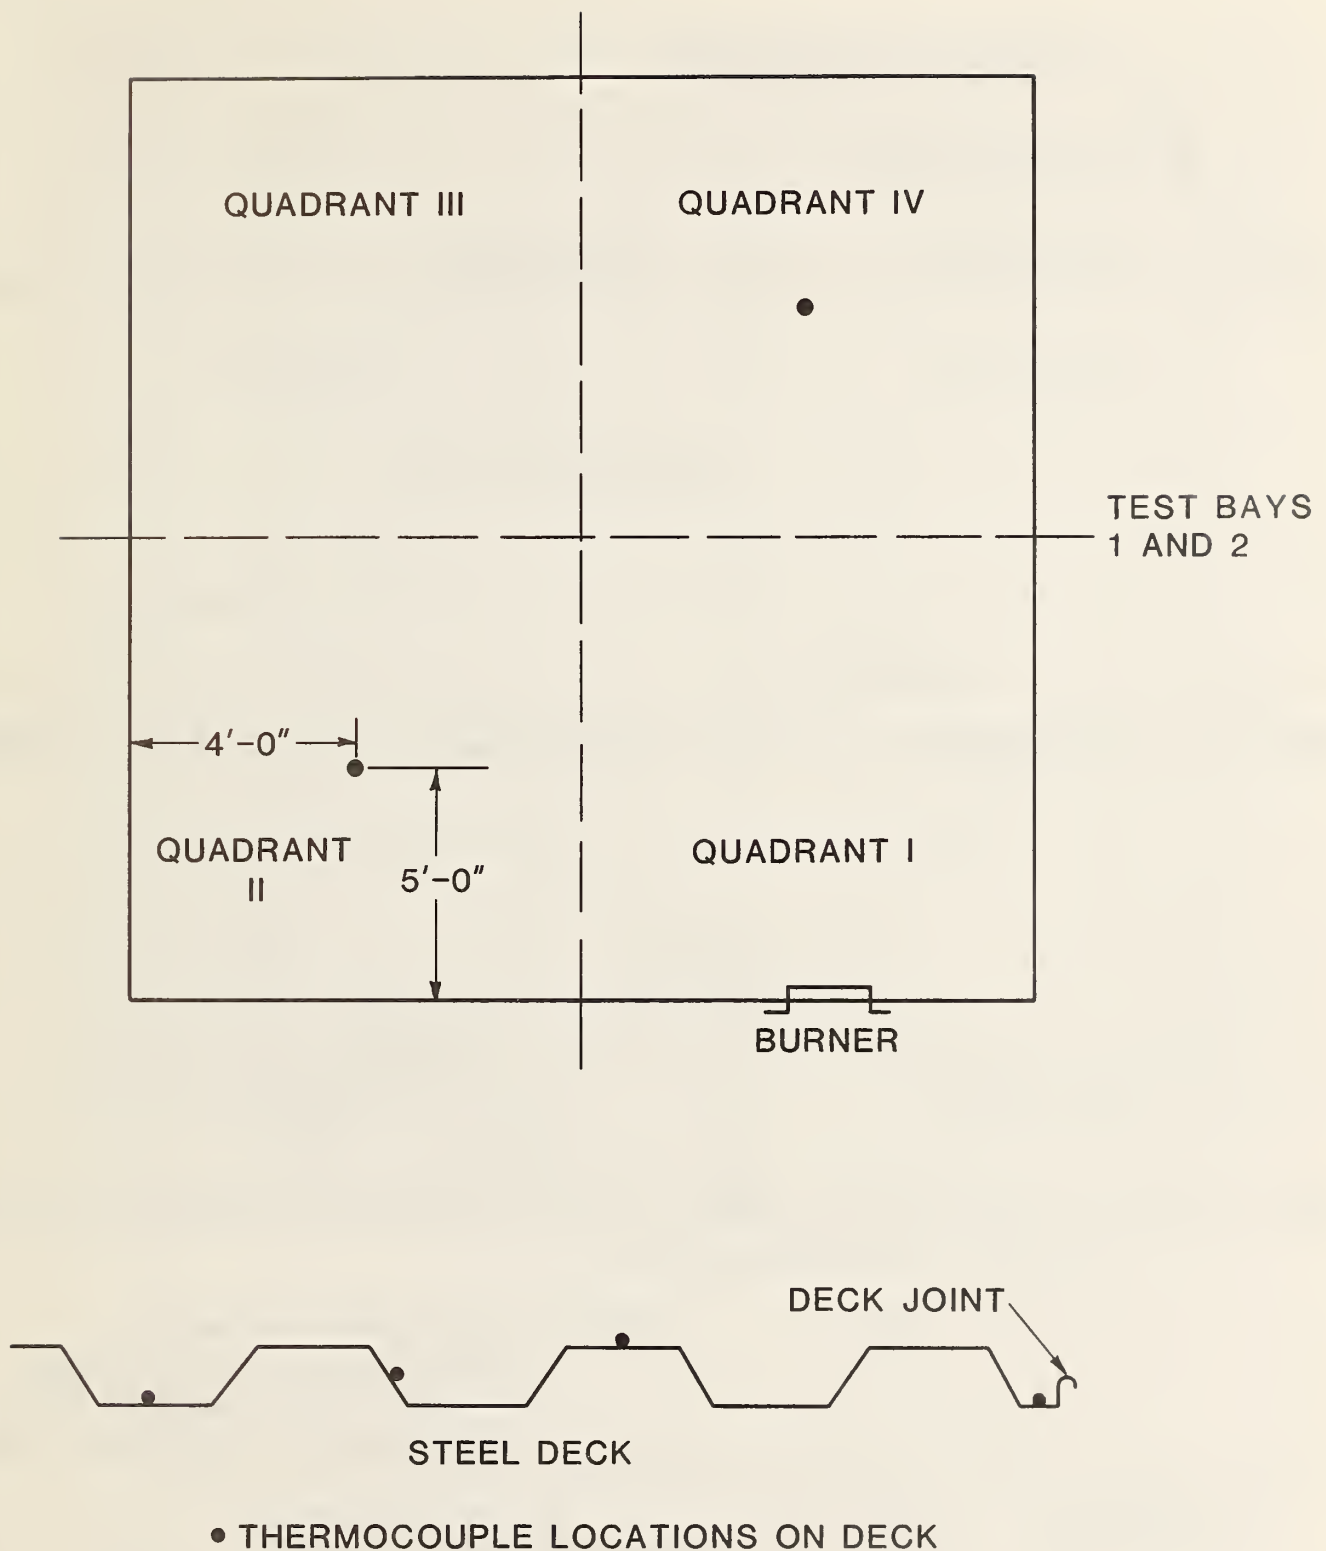 QUADRANT III
QUADRANT IV
TEST BAYS
1 AND 2
4'-0"
QUADRANT
II
5'-0"
QUADRANT I
BURNER
DECK JOINT
STEEL DECK
THERMOCOUPLE LOCATIONS ON DECK